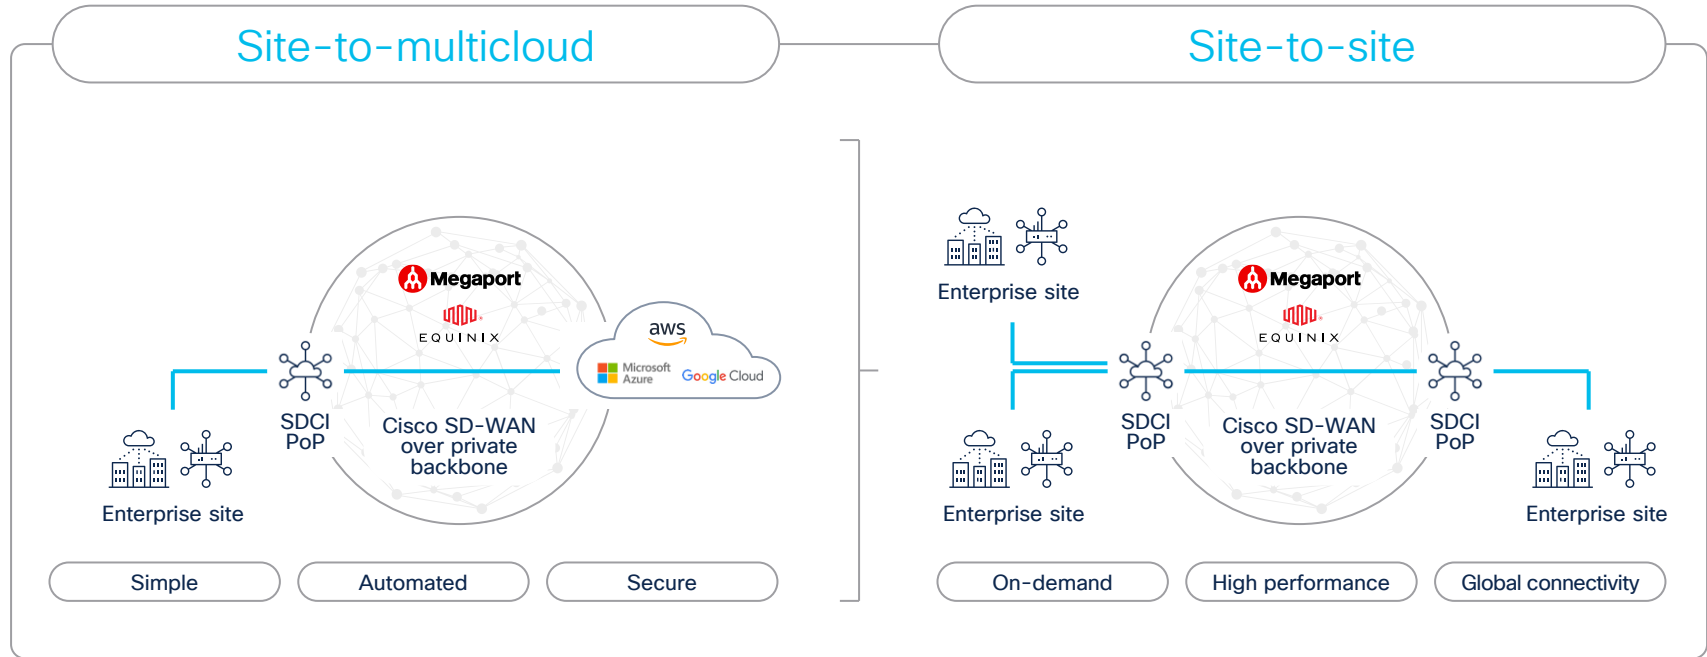 Site-to-multicloud
Megaport
EQUINIX
aws
Microsoft
Azure
Google Cloud
SDCI
PoP
Cisco SD-WAN
over private
backbone
Enterprise site
Simple
Automated
Secure
Site-to-site
Enterprise site
Megaport
EQUINIX
SDCI
PoP
Cisco SD-WAN
over private
backbone
SDCI
PoP
Enterprise site
Enterprise site
On-demand
High performance
Global connectivity